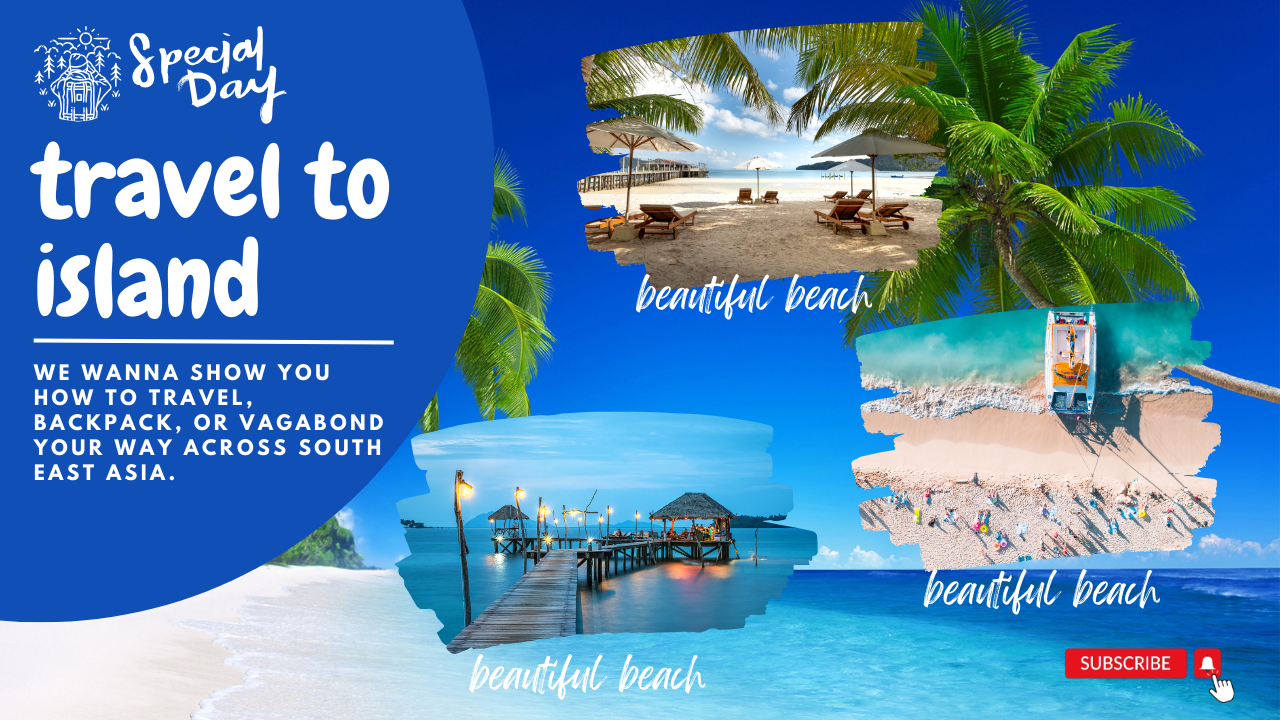 Special
Day
travel to
island
WE WANNA SHOW YOU
HOW TO TRAVEL,
BACKPACK, OR VAGABOND
YOUR WAY ACROSS SOUTH
EAST ASIA.
beautiful beach
beautiful beach
beautiful beach
SUBSCRIBE